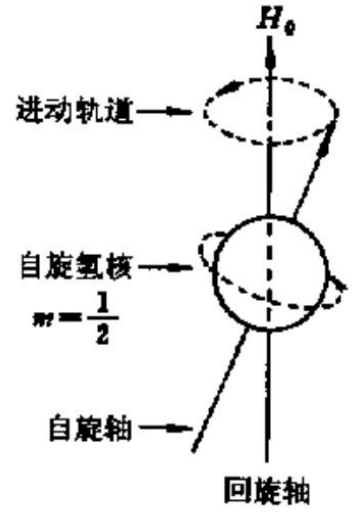 H₀
进动轨道
自旋氢核
m=1/2
自旋轴
回旋轴